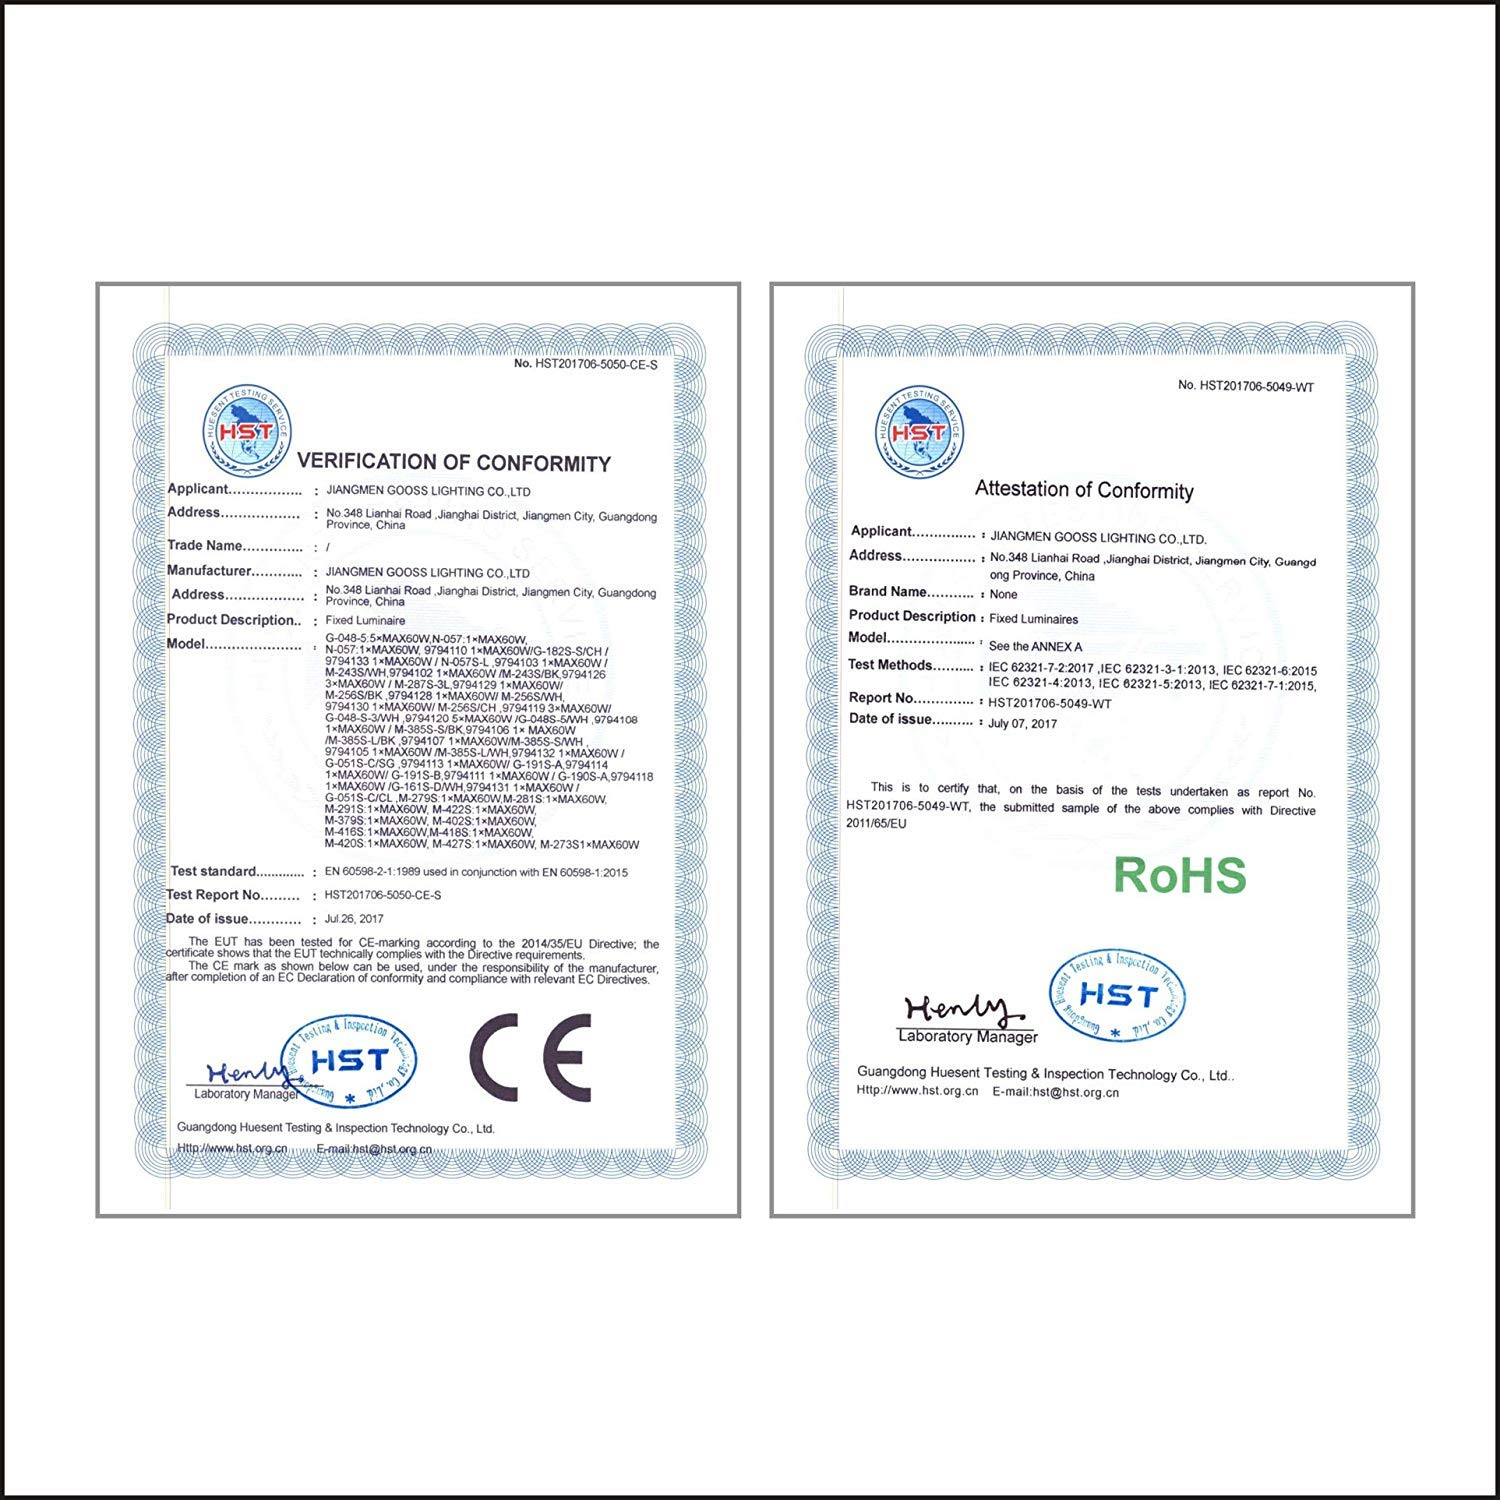 No. HST201706-5050-CE-S
HUESENT TESTING SERVICE
HST
VERIFICATION OF CONFORMITY
Applicant................. : JIANGMEN GOOSS LIGHTING CO.,LTD
Address.................. : No.348 Lianhai Road ,Jianghai District, Jiangmen City, Guangdong
Province, China
Trade Name.............. : /
Manufacturer............ : JIANGMEN GOOSS LIGHTING CO.,LTD
Address.................. : No.348 Lianhai Road ,Jianghai District, Jiangmen City, Guangdong
Province, China
Product Description.. : Fixed Luminaire
Model...................... : G-048-5:5×MAX60W,N-057:1×MAX60W,
N-057:1×MAX60W, 9794110 1×MAX60W/G-182S-S/CH /
9794133 1×MAX60W / N-057S-L ,9794103 1×MAX60W /
M-243S/WH,9794102 1×MAX60W /M-243S/BK,9794126
3×MAX60W / M-287S-3L,9794129 1×MAX60W/
M-256S/BK ,9794128 1×MAX60W/ M-256S/WH,
9794130 1×MAX60W/ M-256S/CH ,9794119 3×MAX60W/
G-048-S-3/WH ,9794120 5×MAX60W /G-048S-5/WH ,9794108
1×MAX60W / M-385S-S/BK,9794106 1× MAX60W
/M-385S-L/BK ,9794107 1×MAX60W/M-385S-S/WH ,
9794105 1×MAX60W /M-385S-L/WH,9794132 1×MAX60W /
G-051S-C/SG ,9794113 1×MAX60W/ G-191S-A,9794114
1×MAX60W/ G-191S-B,9794111 1×MAX60W / G-190S-A,9794118
1×MAX60W /G-161S-D/WH,9794131 1×MAX60W /
G-051S-C/CL ,M-279S:1×MAX60W,M-281S:1×MAX60W,
M-291S:1×MAX60W, M-422S:1×MAX60W,
M-379S:1×MAX60W, M-402S:1×MAX60W,
M-416S:1×MAX60W,M-418S:1×MAX60W,
M-420S:1×MAX60W, M-427S:1×MAX60W, M-273S1×MAX60W
Test standard............ : EN 60598-2-1:1989 used in conjunction with EN 60598-1:2015
Test Report No......... : HST201706-5050-CE-S
Date of issue............ : Jul.26, 2017
The EUT has been tested for CE-marking according to the 2014/35/EU Directive; the
certificate shows that the EUT technically complies with the Directive requirements.
The CE mark as shown below can be used, under the responsibility of the manufacturer,
after completion of an EC Declaration of conformity and compliance with relevant EC Directives.
Henly
HST
CE
Laboratory Manager
Guangdong Huesent Testing & Inspection Technology Co., Ltd.
Http://www.hst.org.cn E-mail:hst@hst.org.cn
No. HST201706-5049-WT
HUESENT TESTING SERVICE
HST
Attestation of Conformity
Applicant............... : JIANGMEN GOOSS LIGHTING CO.,LTD.
Address................. : No.348 Lianhai Road ,Jianghai District, Jiangmen City, Guangd
ong Province, China
Brand Name........... : None
Product Description : Fixed Luminaires
Model..................... : See the ANNEX A
Test Methods.......... : IEC 62321-7-2:2017 ,IEC 62321-3-1:2013, IEC 62321-6:2015
IEC 62321-4:2013, IEC 62321-5:2013, IEC 62321-7-1:2015,
Report No.............. : HST201706-5049-WT
Date of issue.......... : July 07, 2017
This is to certify that, on the basis of the tests undertaken as report No.
HST201706-5049-WT, the submitted sample of the above complies with Directive
2011/65/EU
RoHS
Henly
HST
Laboratory Manager
Guangdong Huesent Testing & Inspection Technology Co., Ltd..
Http://www.hst.org.cn E-mail:hst@hst.org.cn